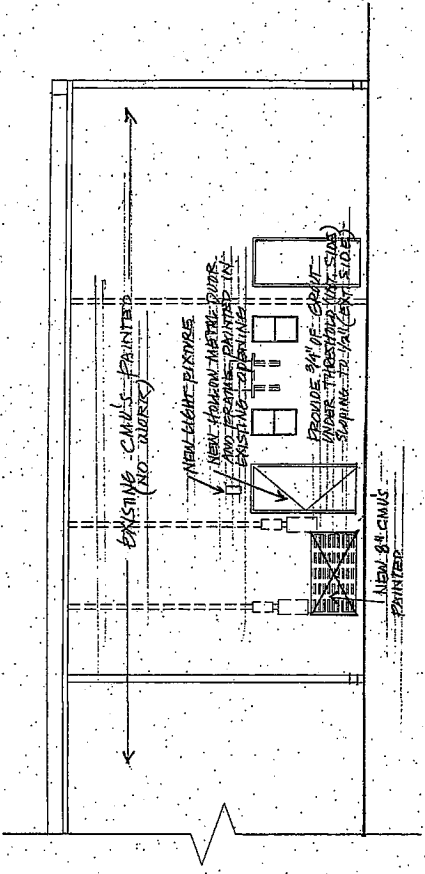 EXISTING CMU'S PAINTED
(NO WORK)
NEW LIGHT FIXTURE
NEW HOLLOW METAL DOOR
AND FRAME PAINTED IN
EXISTING OPENING
PROVIDE 3/4" OF GROUT
UNDER THRESHOLD (INT. SIDE)
SLOPING TO 1/2" (EXT. SIDE)
NEW 8" CMU'S
PAINTED